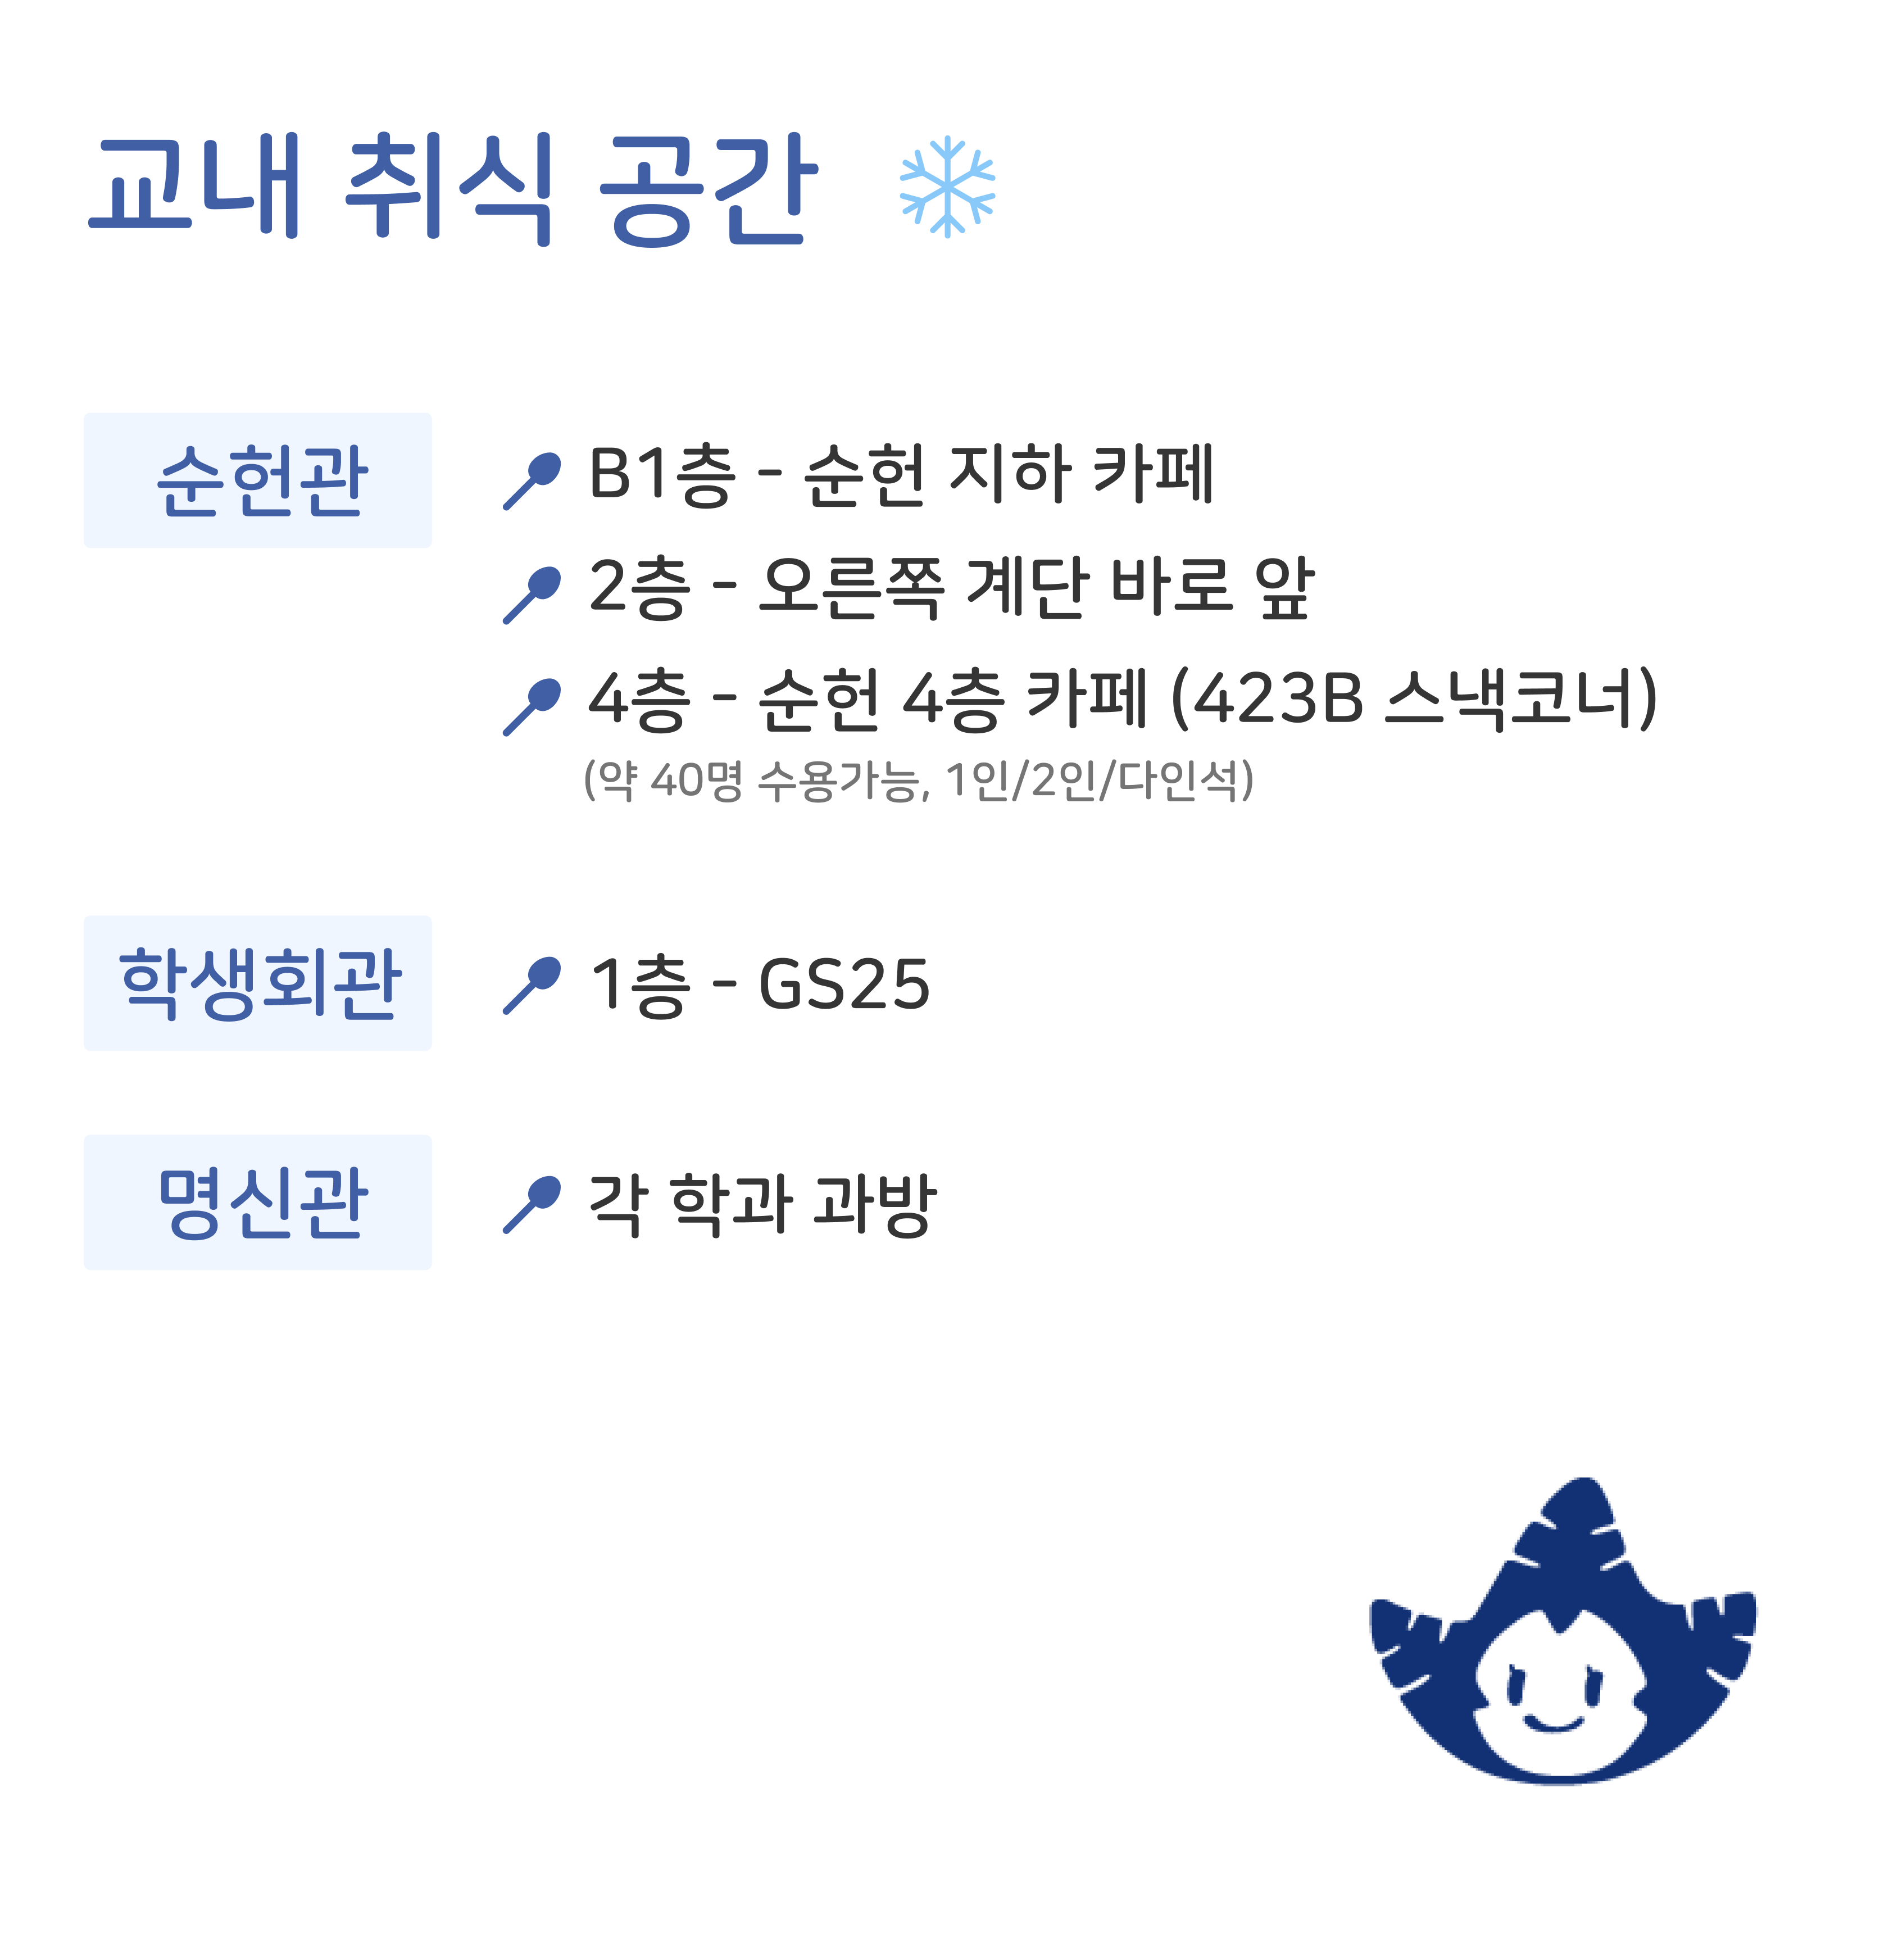 교내 취식 공간
순헌관
B1층 - 순헌 지하 카페
2층 - 오른쪽 계단 바로 앞
4층 - 순헌 4층 카페 (423B 스낵코너)
(약 40명 수용가능, 1인/2인/다인석)
학생회관
1층 - GS25
명신관
각 학과 과방